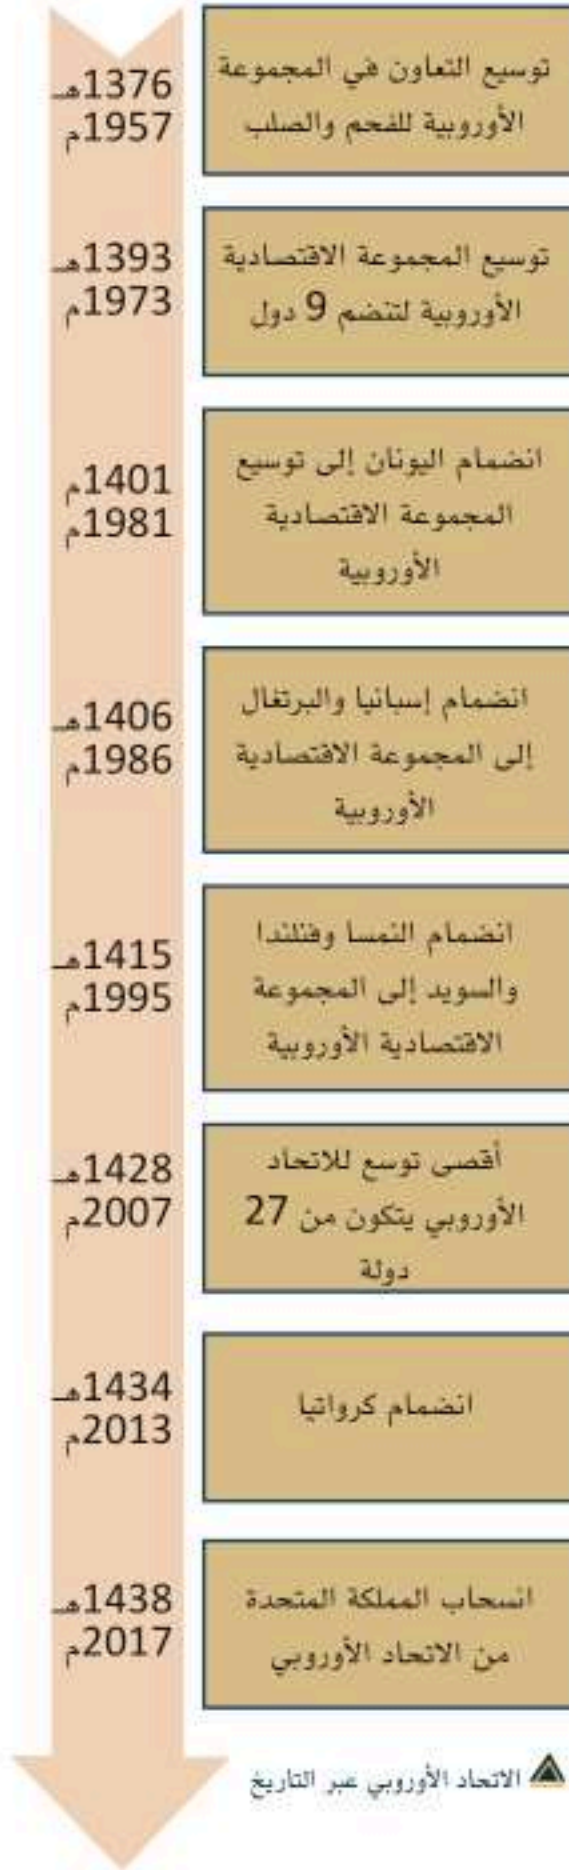 1376هـ
1957م
توسيع التعاون في المجموعة
الأوروبية للفحم والصلب
1393هـ
1973م
توسيع المجموعة الاقتصادية
الأوروبية لتنضم 9 دول
1401م
1981م
انضمام اليونان إلى توسيع
المجموعة الاقتصادية
الأوروبية
1406هـ
1986م
انضمام إسبانيا والبرتغال
إلى المجموعة الاقتصادية
الأوروبية
1415هـ
1995م
انضمام النمسا وفنلندا
والسويد إلى المجموعة
الاقتصادية الأوروبية
1428هـ
2007م
أقصى توسع للاتحاد
الأوروبي يتكون من 27
دولة
1434هـ
2013م
انضمام كرواتيا
1438هـ
2017م
انسحاب المملكة المتحدة
من الاتحاد الأوروبي
الاتحاد الأوروبي عبر التاريخ